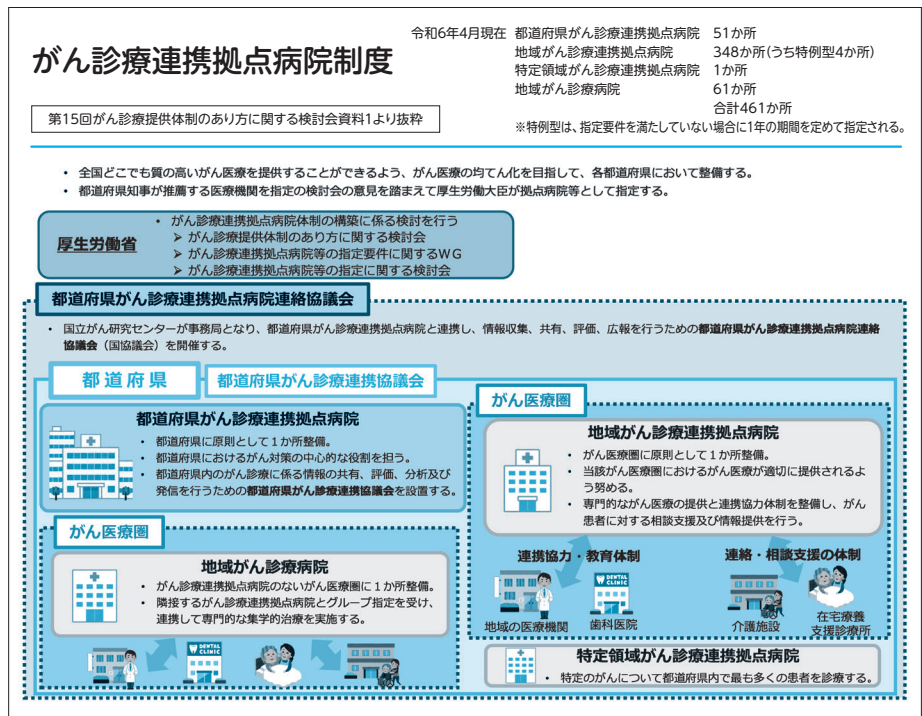 がん診療連携拠点病院制度
第15回がん診療提供体制のあり方に関する検討会資料1より抜粋
令和6年4月現在 都道府県がん診療連携拠点病院 51か所
地域がん診療連携拠点病院 348か所(うち特例型4か所)
特定領域がん診療連携拠点病院 1か所
地域がん診療病院 61か所
合計461か所
※特例型は、指定要件を満たしていない場合に1年の期間を定めて指定される。
• 全国どこでも質の高いがん医療を提供することができるよう、がん医療の均てん化を目指して、各都道府県において整備する。
• 都道府県知事が推薦する医療機関を指定の検討会の意見を踏まえて厚生労働大臣が拠点病院等として指定する。
厚生労働省
• がん診療連携拠点病院体制の構築に係る検討を行う
➢ がん診療提供体制のあり方に関する検討会
➢ がん診療連携拠点病院等の指定要件に関するWG
➢ がん診療連携拠点病院等の指定に関する検討会
都道府県がん診療連携拠点病院連絡協議会
• 国立がん研究センターが事務局となり、都道府県がん診療連携拠点病院と連携し、情報収集、共有、評価、広報を行うための都道府県がん診療連携拠点病院連絡
協議会（国協議会）を開催する。
都道府県
都道府県がん診療連携協議会
都道府県がん診療連携拠点病院
• 都道府県に原則として1か所整備。
• 都道府県におけるがん対策の中心的な役割を担う。
• 都道府県内のがん診療に係る情報の共有、評価、分析及び
発信を行うための都道府県がん診療連携協議会を設置する。
がん医療圏
地域がん診療病院
• がん診療連携拠点病院のないがん医療圏に1か所整備。
• 隣接するがん診療連携拠点病院とグループ指定を受け、
連携して専門的な集学的治療を実施する。
DENTAL
CLINIC
がん医療圏
地域がん診療連携拠点病院
• がん医療圏に原則として1か所整備。
• 当該がん医療圏におけるがん医療が適切に提供されるよ
う努める。
• 専門的ながん医療の提供と連携協力体制を整備し、がん
患者に対する相談支援及び情報提供を行う。
連携協力・教育体制
連絡・相談支援の体制
DENTAL
CLINIC
地域の医療機関
歯科医院
介護施設
在宅療養
支援診療所
特定領域がん診療連携拠点病院
• 特定のがんについて都道府県内で最も多くの患者を診療する。